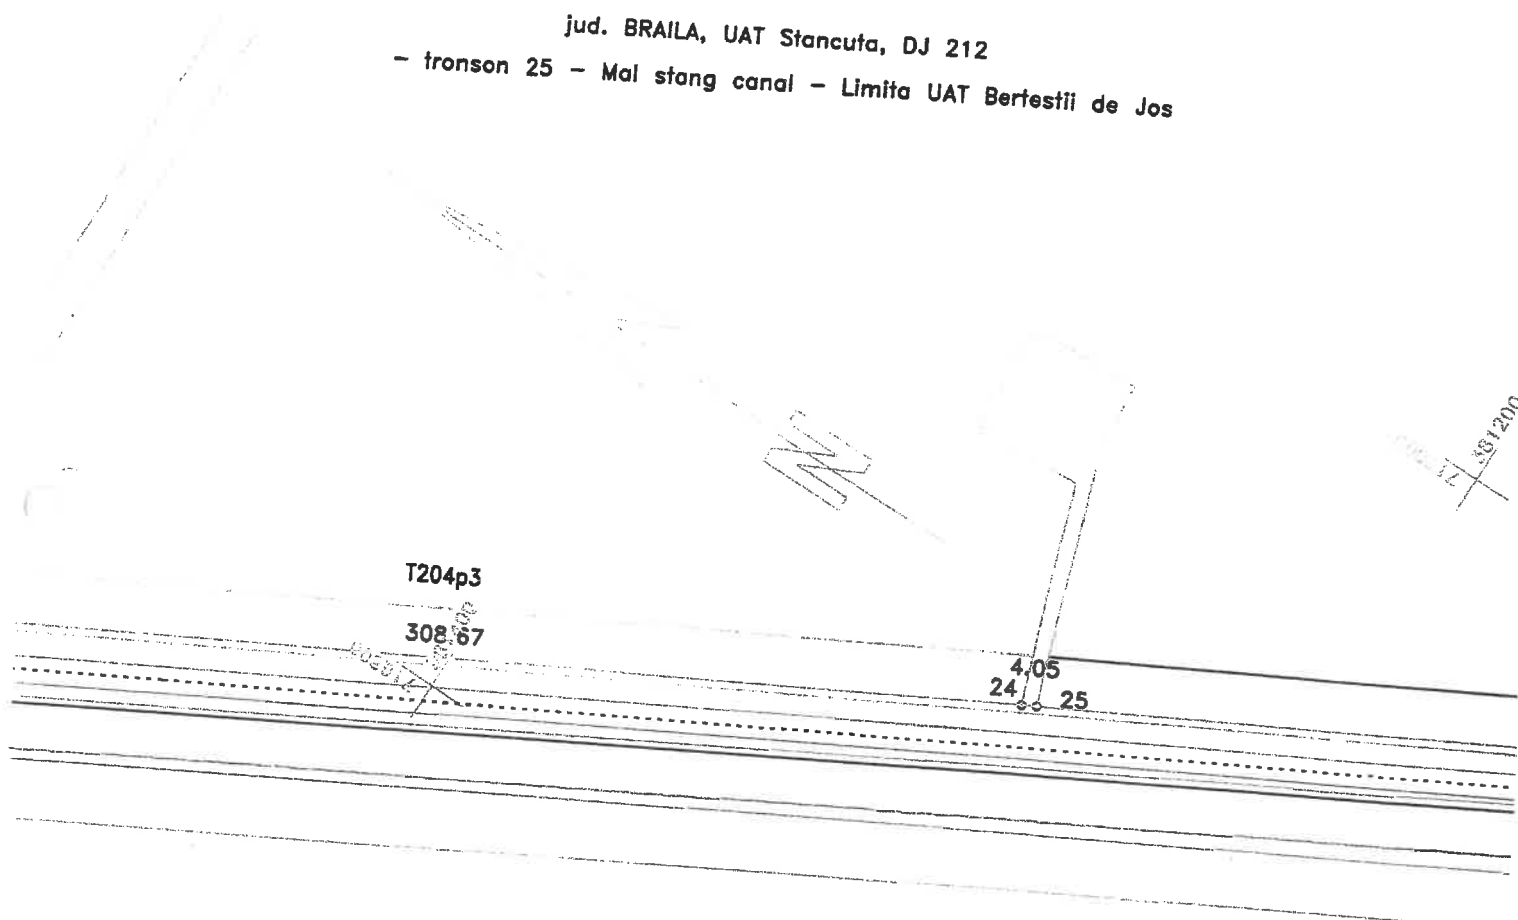 jud. BRAILA, UAT Stancuta, DJ 212
- tronson 25 - Mal stang canal - Limita UAT Bertestii de Jos
N
381200
T204p3
308.67
4.05
24
25